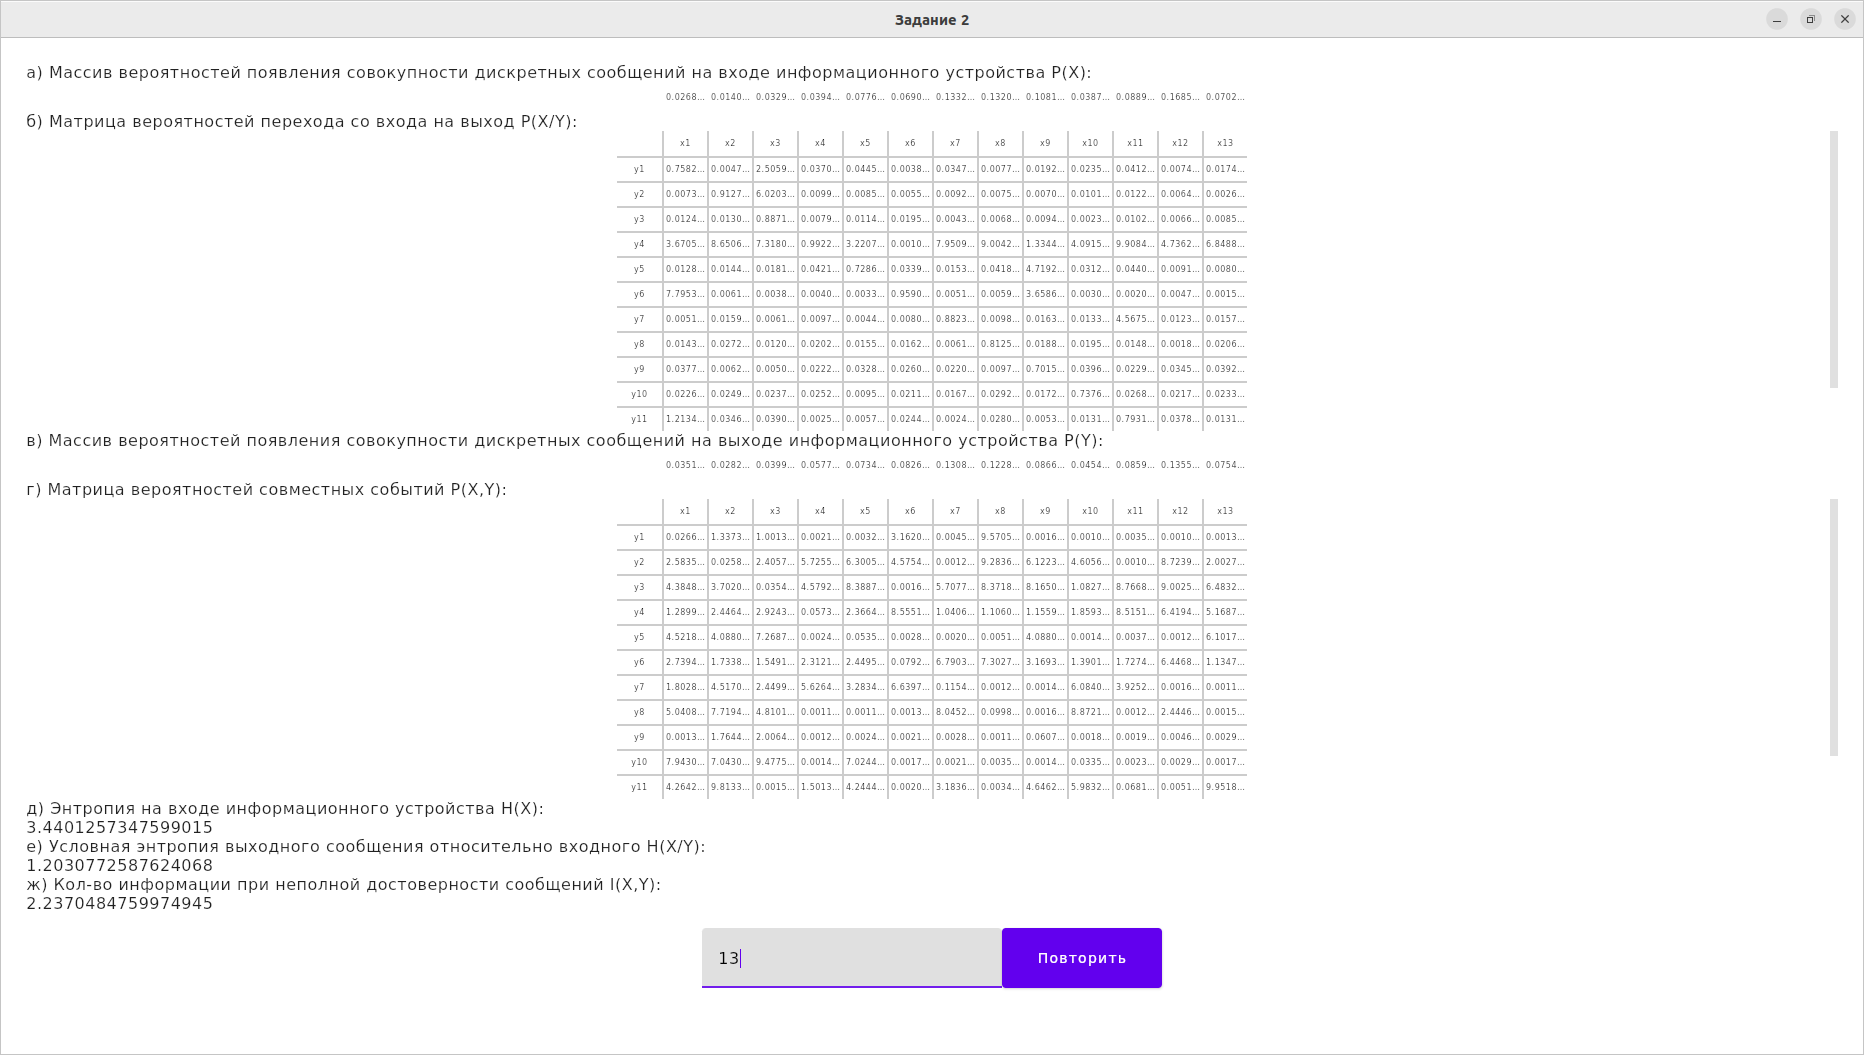 Задание 2
а) Массив вероятностей появления совокупности дискретных сообщений на входе информационного устройства P(X):
0.0268... 0.0140... 0.0329... 0.0394... 0.0776... 0.0690... 0.1332... 0.1320... 0.1081... 0.0387... 0.0889... 0.1685... 0.0702...
б) Матрица вероятностей перехода со входа на выход P(X/Y):
x1 x2 x3 x4 x5 x6 x7 x8 x9 x10 x11 x12 x13
y1 0.7582... 0.0047... 2.5059... 0.0370... 0.0445... 0.0038... 0.0347... 0.0077... 0.0192... 0.0235... 0.0412... 0.0074... 0.0174...
y2 0.0073... 0.9127... 6.0203... 0.0099... 0.0085... 0.0055... 0.0092... 0.0075... 0.0070... 0.0101... 0.0122... 0.0064... 0.0026...
y3 0.0124... 0.0130... 0.8871... 0.0079... 0.0114... 0.0195... 0.0043... 0.0068... 0.0094... 0.0023... 0.0102... 0.0066... 0.0085...
y4 3.6705... 8.6506... 7.3180... 0.9922... 3.2207... 0.0010... 7.9509... 9.0042... 1.3344... 4.0915... 9.9084... 4.7362... 6.8488...
y5 0.0128... 0.0144... 0.0181... 0.0421... 0.7286... 0.0339... 0.0153... 0.0418... 4.7192... 0.0312... 0.0440... 0.0091... 0.0080...
y6 7.7953... 0.0061... 0.0038... 0.0040... 0.0033... 0.9590... 0.0051... 0.0059... 3.6586... 0.0030... 0.0020... 0.0047... 0.0015...
y7 0.0051... 0.0159... 0.0061... 0.0097... 0.0044... 0.0080... 0.8823... 0.0098... 0.0163... 0.0133... 4.5675... 0.0123... 0.0157...
y8 0.0143... 0.0272... 0.0120... 0.0202... 0.0155... 0.0162... 0.0061... 0.8125... 0.0188... 0.0195... 0.0148... 0.0018... 0.0206...
y9 0.0377... 0.0062... 0.0050... 0.0222... 0.0328... 0.0260... 0.0220... 0.0097... 0.7015... 0.0396... 0.0229... 0.0345... 0.0392...
y10 0.0226... 0.0249... 0.0237... 0.0252... 0.0095... 0.0211... 0.0167... 0.0292... 0.0172... 0.7376... 0.0268... 0.0217... 0.0233...
y11 1.2134... 0.0346... 0.0390... 0.0025... 0.0057... 0.0244... 0.0024... 0.0280... 0.0053... 0.0131... 0.7931... 0.0378... 0.0131...
в) Массив вероятностей появления совокупности дискретных сообщений на выходе информационного устройства P(Y):
0.0351... 0.0282... 0.0399... 0.0577... 0.0734... 0.0826... 0.1308... 0.1228... 0.0866... 0.0454... 0.0859... 0.1355... 0.0754...
г) Матрица вероятностей совместных событий P(X,Y):
x1 x2 x3 x4 x5 x6 x7 x8 x9 x10 x11 x12 x13
y1 0.0266... 1.3373... 1.0013... 0.0021... 0.0032... 3.1620... 0.0045... 9.5705... 0.0016... 0.0010... 0.0035... 0.0010... 0.0013...
y2 2.5835... 0.0258... 2.4057... 5.7255... 6.3005... 4.5754... 0.0012... 9.2836... 6.1223... 4.6056... 0.0010... 8.7239... 2.0027...
y3 4.3848... 3.7020... 0.0354... 4.5792... 8.3887... 0.0016... 5.7077... 8.3718... 8.1650... 1.0827... 8.7668... 9.0025... 6.4832...
y4 1.2899... 2.4464... 2.9243... 0.0573... 2.3664... 8.5551... 1.0406... 1.1060... 1.1559... 1.8593... 8.5151... 6.4194... 5.1687...
y5 4.5218... 4.0880... 7.2687... 0.0024... 0.0535... 0.0028... 0.0020... 0.0051... 4.0880... 0.0014... 0.0037... 0.0012... 6.1017...
y6 2.7394... 1.7338... 1.5491... 2.3121... 2.4495... 0.0792... 6.7903... 7.3027... 3.1693... 1.3901... 1.7274... 6.4468... 1.1347...
y7 1.8028... 4.5170... 2.4499... 5.6264... 3.2834... 6.6397... 0.1154... 0.0012... 0.0014... 6.0840... 3.9252... 0.0016... 0.0011...
y8 5.0408... 7.7194... 4.8101... 0.0011... 0.0011... 0.0013... 8.0452... 0.0998... 0.0016... 8.8721... 0.0012... 2.4446... 0.0015...
y9 0.0013... 1.7644... 2.0064... 0.0012... 0.0024... 0.0021... 0.0028... 0.0011... 0.0607... 0.0018... 0.0019... 0.0046... 0.0029...
y10 7.9430... 7.0430... 9.4775... 0.0014... 7.0244... 0.0017... 0.0021... 0.0035... 0.0014... 0.0335... 0.0023... 0.0029... 0.0017...
y11 4.2642... 9.8133... 0.0015... 1.5013... 4.2444... 0.0020... 3.1836... 0.0034... 4.6462... 5.9832... 0.0681... 0.0051... 9.9518...
д) Энтропия на входе информационного устройства H(X):
3.4401257347599015
е) Условная энтропия выходного сообщения относительно входного H(X/Y):
1.2030772587624068
ж) Кол-во информации при неполной достоверности сообщений I(X,Y):
2.2370484759974945
13
Повторить